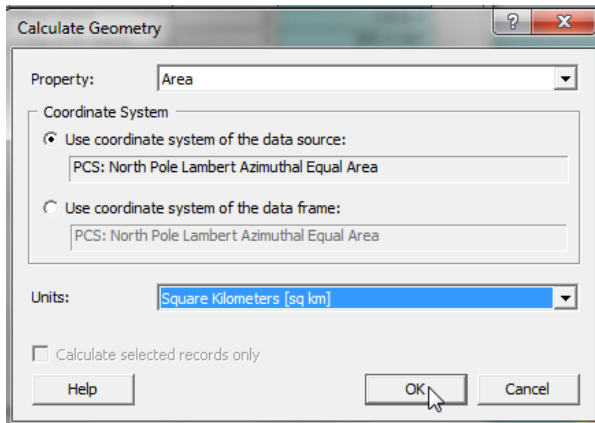 Calculate Geometry
?
X
Property: Area
Coordinate System
Use coordinate system of the data source:
PCS: North Pole Lambert Azimuthal Equal Area
Use coordinate system of the data frame:
PCS: North Pole Lambert Azimuthal Equal Area
Units: Square Kilometers [sq km]
Calculate selected records only
Help OK Cancel